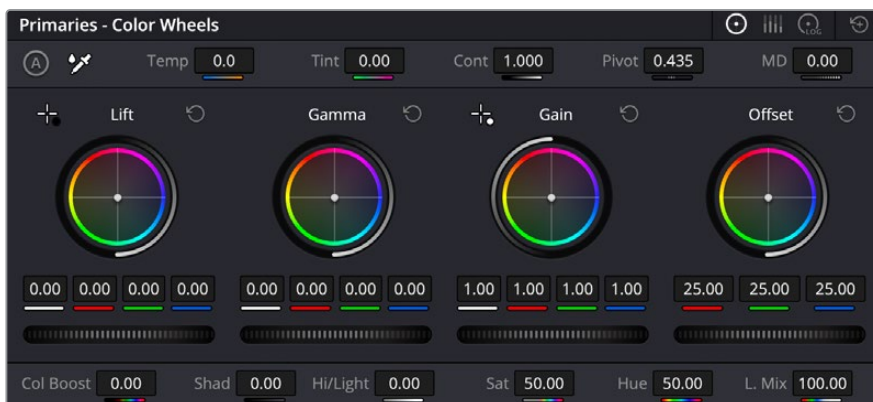 Primaries - Color Wheels
LOG
A Temp 0.0 Tint 0.00 Cont 1.000 Pivot 0.435 MD 0.00
Lift Gamma Gain Offset
0.00 0.00 0.00 0.00 0.00 0.00 0.00 0.00 1.00 1.00 1.00 1.00 25.00 25.00 25.00
Col Boost 0.00 Shad 0.00 Hi/Light 0.00 Sat 50.00 Hue 50.00 L. Mix 100.00